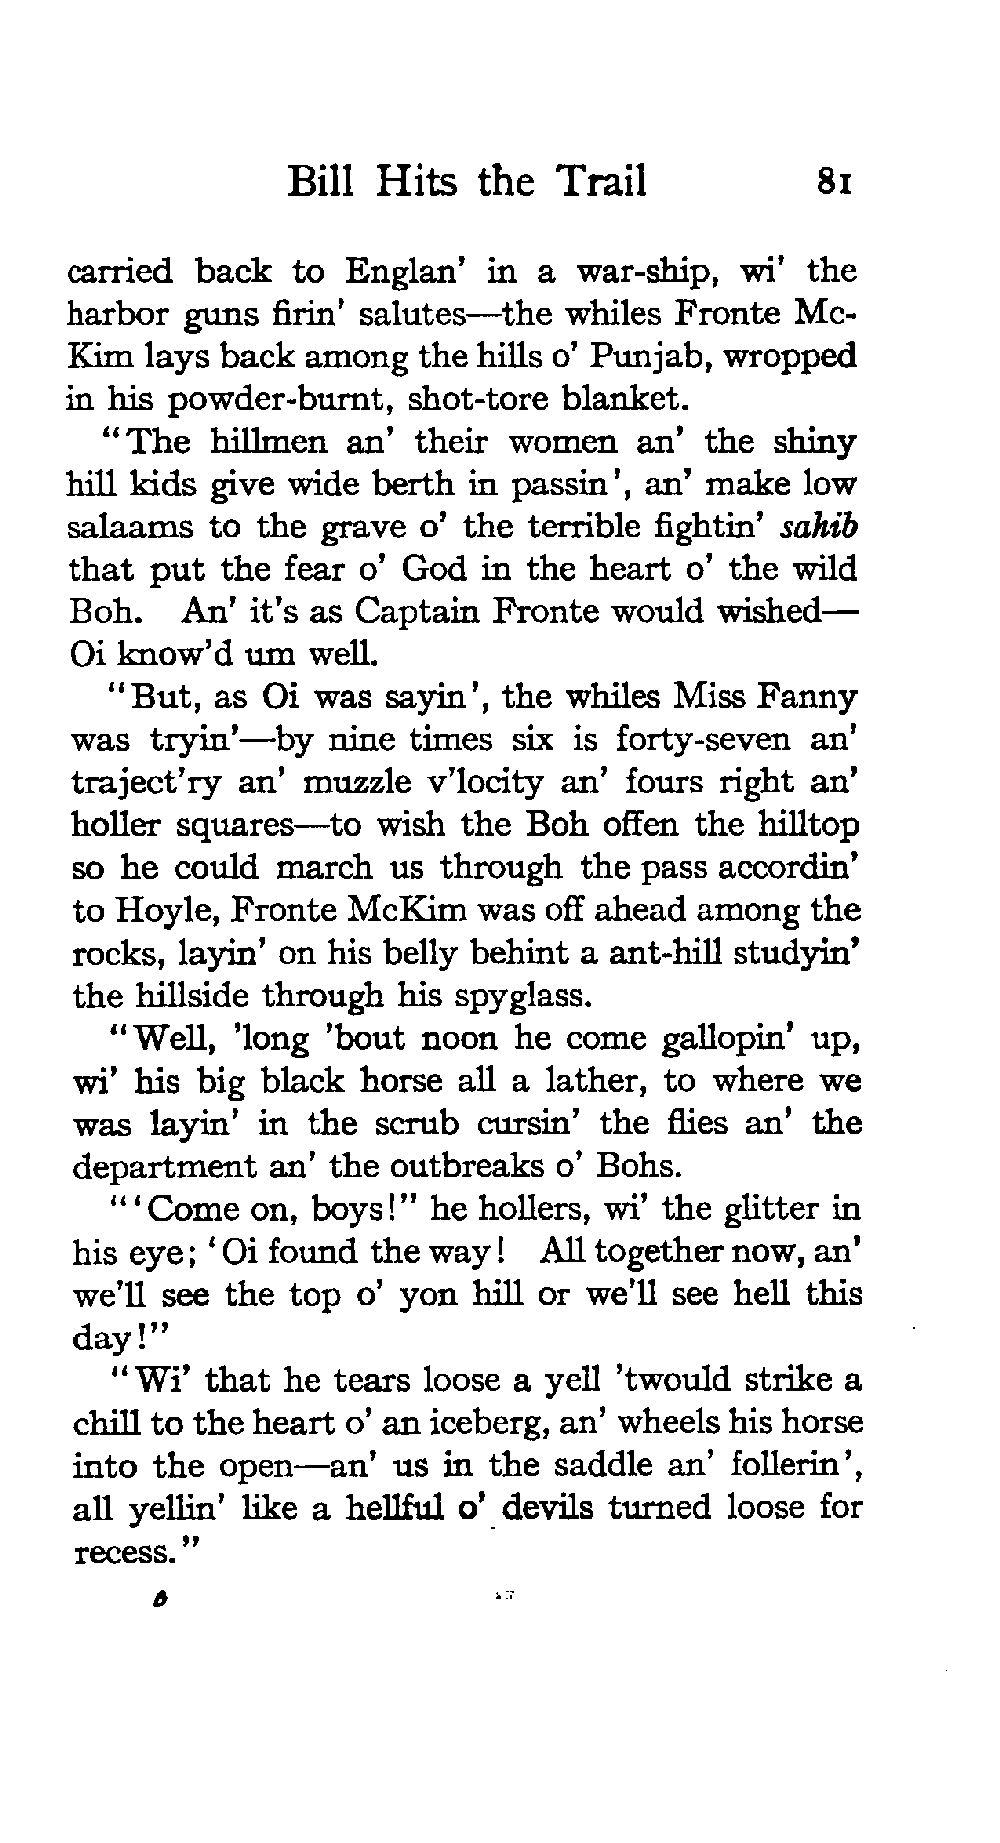 Bill Hits the Trail 81
carried back to Englan' in a war-ship, wi' the
harbor guns firin' salutes—the whiles Fronte Mc-
Kim lays back among the hills o' Punjab, wropped
in his powder-burnt, shot-tore blanket.
"The hillmen an' their women an' the shiny
hill kids give wide berth in passin', an' make low
salaams to the grave o' the terrible fightin' sahib
that put the fear o' God in the heart o' the wild
Boh. An' it's as Captain Fronte would wished—
Oi know'd um well.
"But, as Oi was sayin', the whiles Miss Fanny
was tryin'—by nine times six is forty-seven an'
traject'ry an' muzzle v'locity an' fours right an'
holler squares—to wish the Boh offen the hilltop
so he could march us through the pass accordin'
to Hoyle, Fronte McKim was off ahead among the
rocks, layin' on his belly behint a ant-hill studyin'
the hillside through his spyglass.
"Well, 'long 'bout noon he come gallopin' up,
wi' his big black horse all a lather, to where we
was layin' in the scrub cursin' the flies an' the
department an' the outbreaks o' Bohs.
"'Come on, boys!" he hollers, wi' the glitter in
his eye; 'Oi found the way! All together now, an'
we'll see the top o' yon hill or we'll see hell this
day!"
"Wi' that he tears loose a yell 'twould strike a
chill to the heart o' an iceberg, an' wheels his horse
into the open—an' us in the saddle an' follerin',
all yellin' like a hellful o' devils turned loose for
recess."